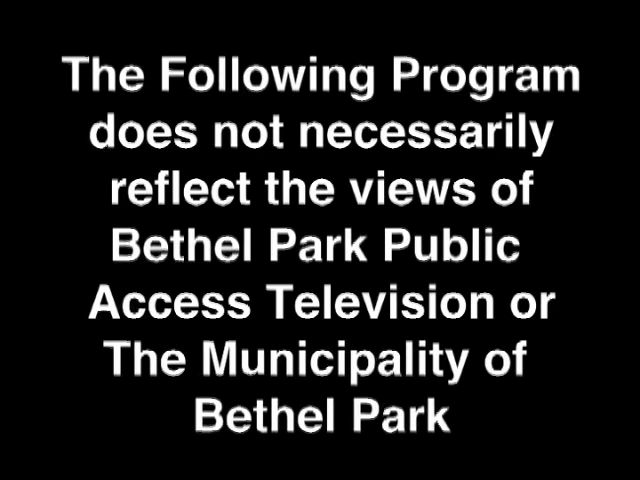 The Following Program
does not necessarily
reflect the views of
Bethel Park Public
Access Television or
The Municipality of
Bethel Park